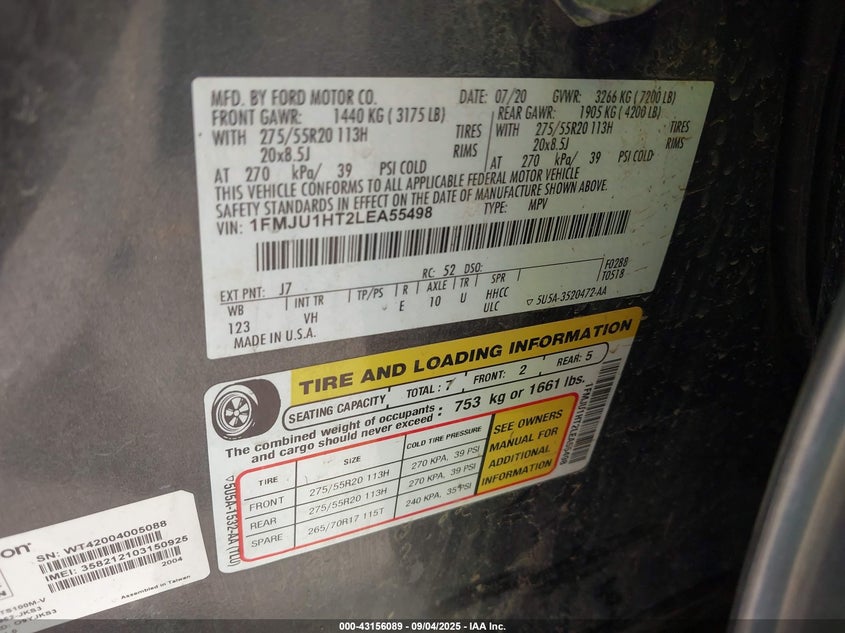 MFD. BY FORD MOTOR CO. DATE: 07/20 GVWR: 3266 KG ( 7200 LB)
FRONT GAWR: 1440 KG ( 3175 LB) REAR GAWR: 1905 KG ( 4200 LB)
WITH 275/55R20 113H TIRES WITH 275/55R20 113H TIRES
20x8.5J RIMS 20x8.5J RIMS
AT 270 kPa/ 39 PSI COLD AT 270 kPa/ 39 PSI COLD
THIS VEHICLE CONFORMS TO ALL APPLICABLE FEDERAL MOTOR VEHICLE
SAFETY STANDARDS IN EFFECT ON THE DATE OF MANUFACTURE SHOWN ABOVE.
VIN: 1FMJU1HT2LEA55498 TYPE: MPV
F0288
T0518
EXT PNT: J7 RC: 52 DSO:
WB INT TR TP/PS R AXLE TR SPR
123 VH E 10 U HHCC
ULC ▽ 5U5A-3520472-AA
MADE IN U.S.A.
TIRE AND LOADING INFORMATION
SEATING CAPACITY TOTAL : 7 FRONT: 2 REAR: 5
The combined weight of occupants and cargo should never exceed : 753 kg or 1661 lbs.
TIRE SIZE COLD TIRE PRESSURE
FRONT 275/55R20 113H 270 KPA, 39 PSI
REAR 275/55R20 113H 270 KPA, 39 PSI
SPARE 265/70R17 115T 240 KPA, 35 PSI
SEE OWNERS
MANUAL FOR
ADDITIONAL
INFORMATION
1FMJU1HT2LEA55498
▽5U5A-1532-AA (TL0)
SN: WT42004005088
IMEI: 358212103150925
2004
Assembled in Taiwan
000-43156089 - 09/04/2025 - IAA Inc.